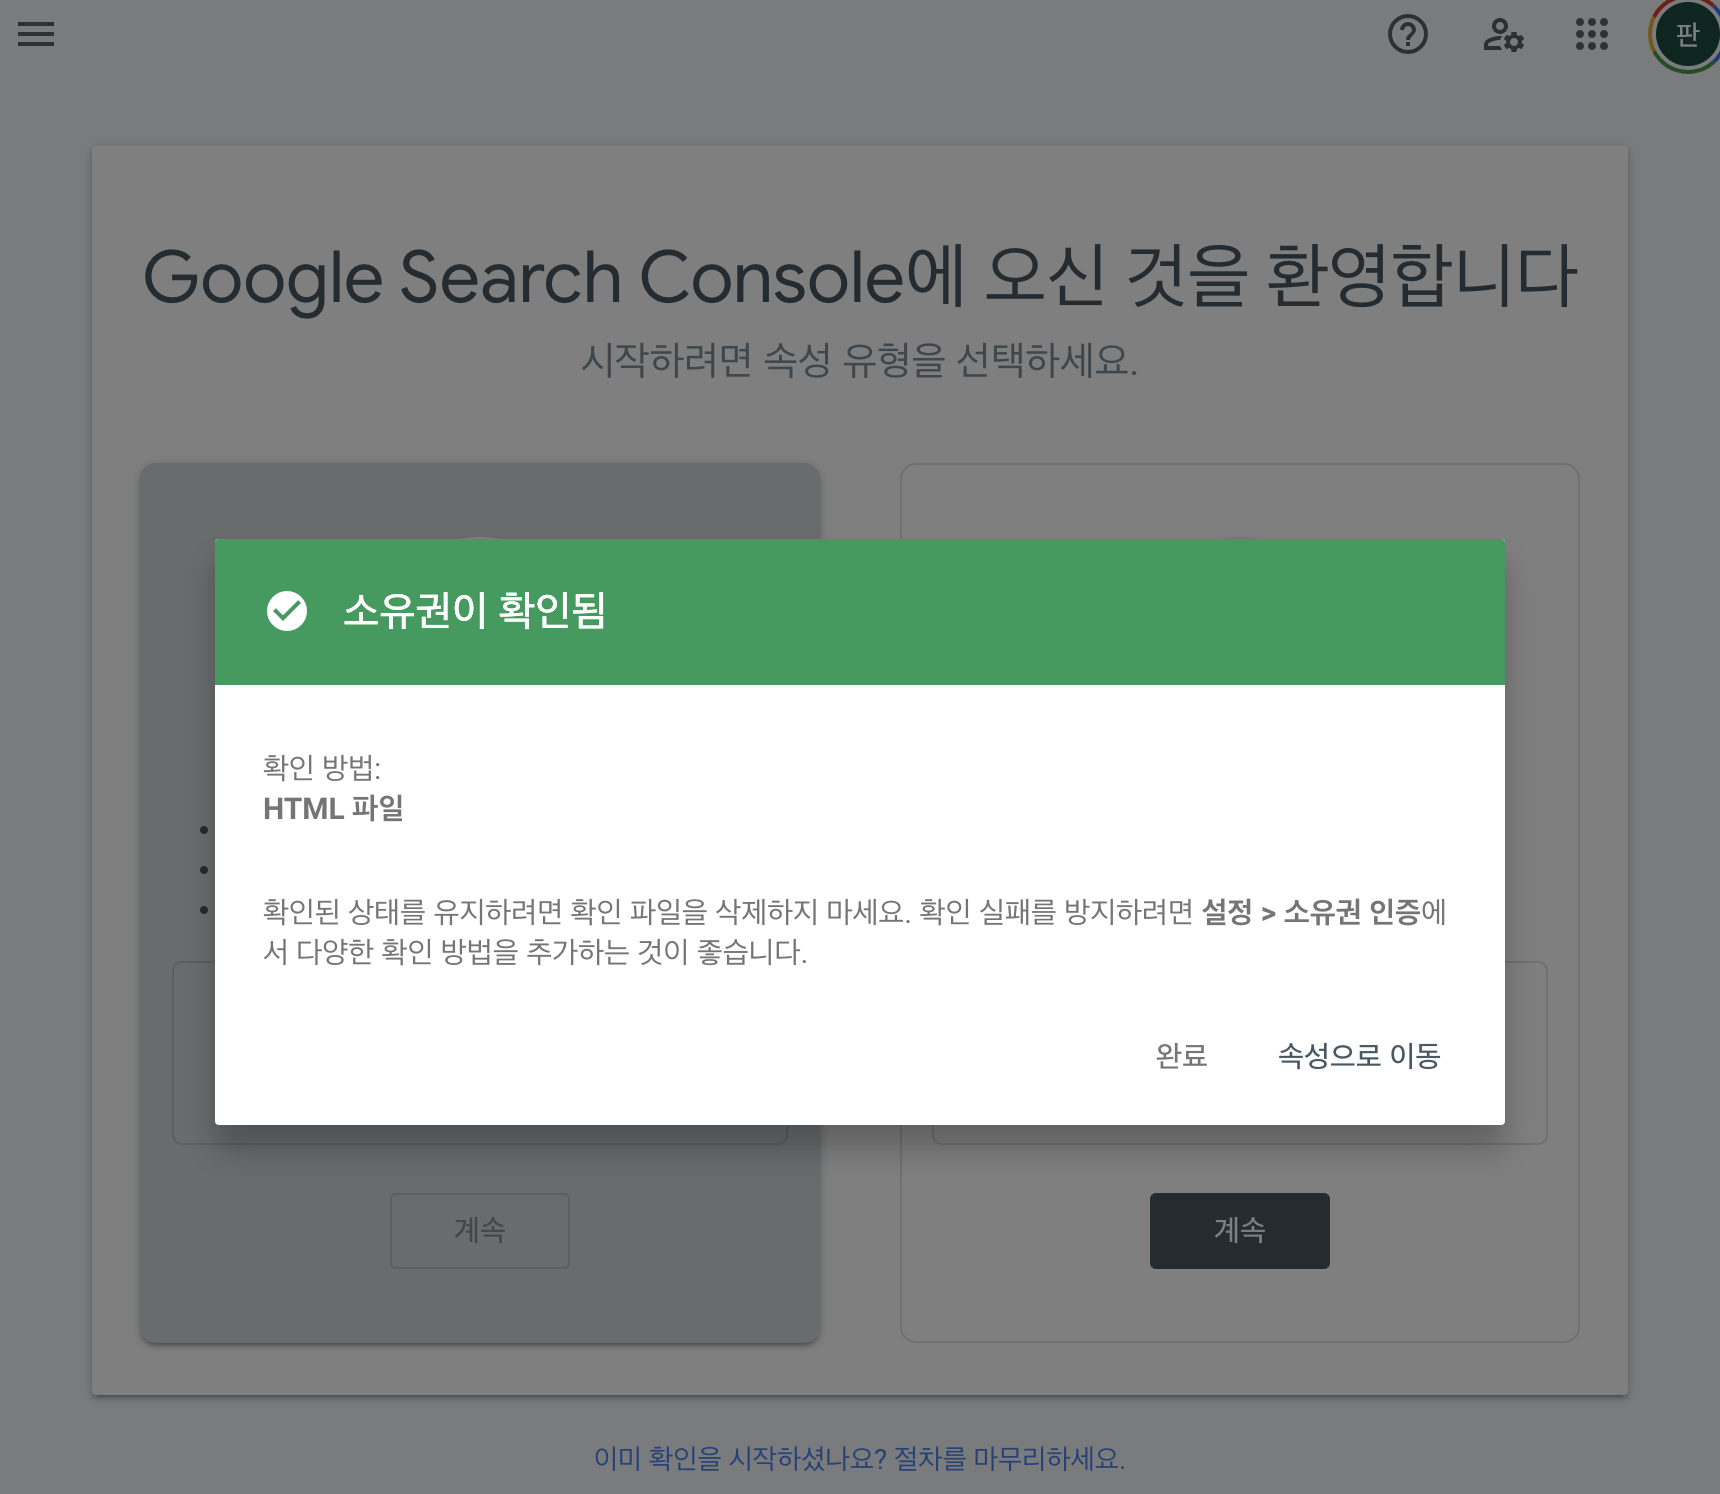 판
Google Search Console에 오신 것을 환영합니다
시작하려면 속성 유형을 선택하세요.
소유권이 확인됨
확인 방법:
HTML 파일
확인된 상태를 유지하려면 확인 파일을 삭제하지 마세요. 확인 실패를 방지하려면 설정 > 소유권 인증에
서 다양한 확인 방법을 추가하는 것이 좋습니다.
완료 속성으로 이동
계속 계속
이미 확인을 시작하셨나요? 절차를 마무리하세요.